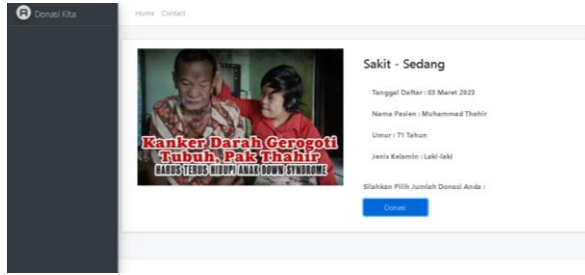 Donasi Kita
Home Contact
Sakit - Sedang
Tanggal Daftar : 03 Maret 2023
Nama Pasien : Muhammad Thahir
Umur : 71 Tahun
Jenis Kelamin : Laki-laki
Kanker Darah Gerogoti
Tubuh, Pak Thahir
HARUS TERUS HIDUPI ANAK DOWN SYNDROME
Silahkan Pilih Jumlah Donasi Anda :
Donasi